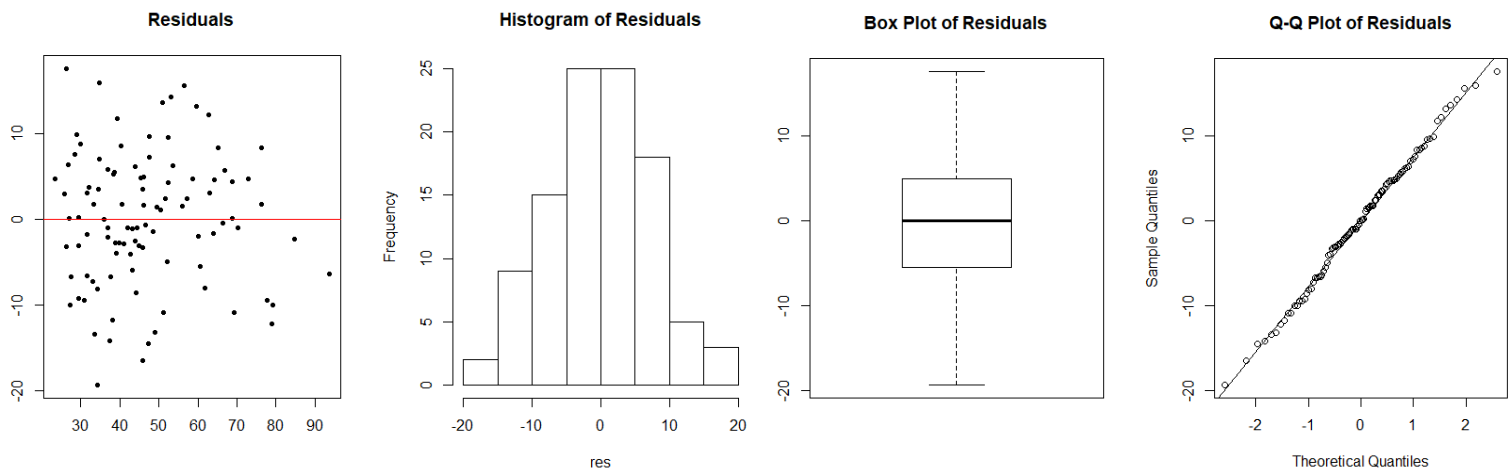 Residuals
10
0
-10
-20
30 40 50 60 70 80 90
Histogram of Residuals
Frequency
25
20
15
10
5
0
-20 -10 0 10 20
res
Box Plot of Residuals
10
0
-10
-20
Q-Q Plot of Residuals
Sample Quantiles
10
0
-10
-20
-2 -1 0 1 2
Theoretical Quantiles